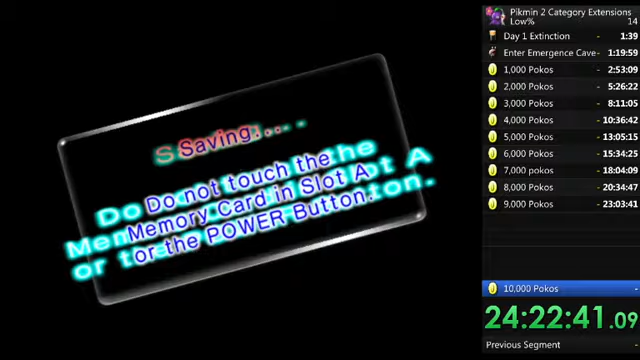 Saving...
Do not touch the
Memory Card in Slot A
or the POWER Button.
Pikmin 2 Category Extensions
Low% 14
Day 1 Extinction - 1:39
Enter Emergence Cave - 1:19:59
1,000 Pokos - 2:53:09
2,000 Pokos - 5:26:22
3,000 Pokos - 8:11:05
4,000 Pokos - 10:36:42
5,000 Pokos - 13:05:15
6,000 Pokos - 15:34:25
7,000 pokos - 18:04:09
8,000 Pokos - 20:34:47
9,000 Pokos - 23:03:41
10,000 Pokos -
24:22:41.09
Previous Segment -